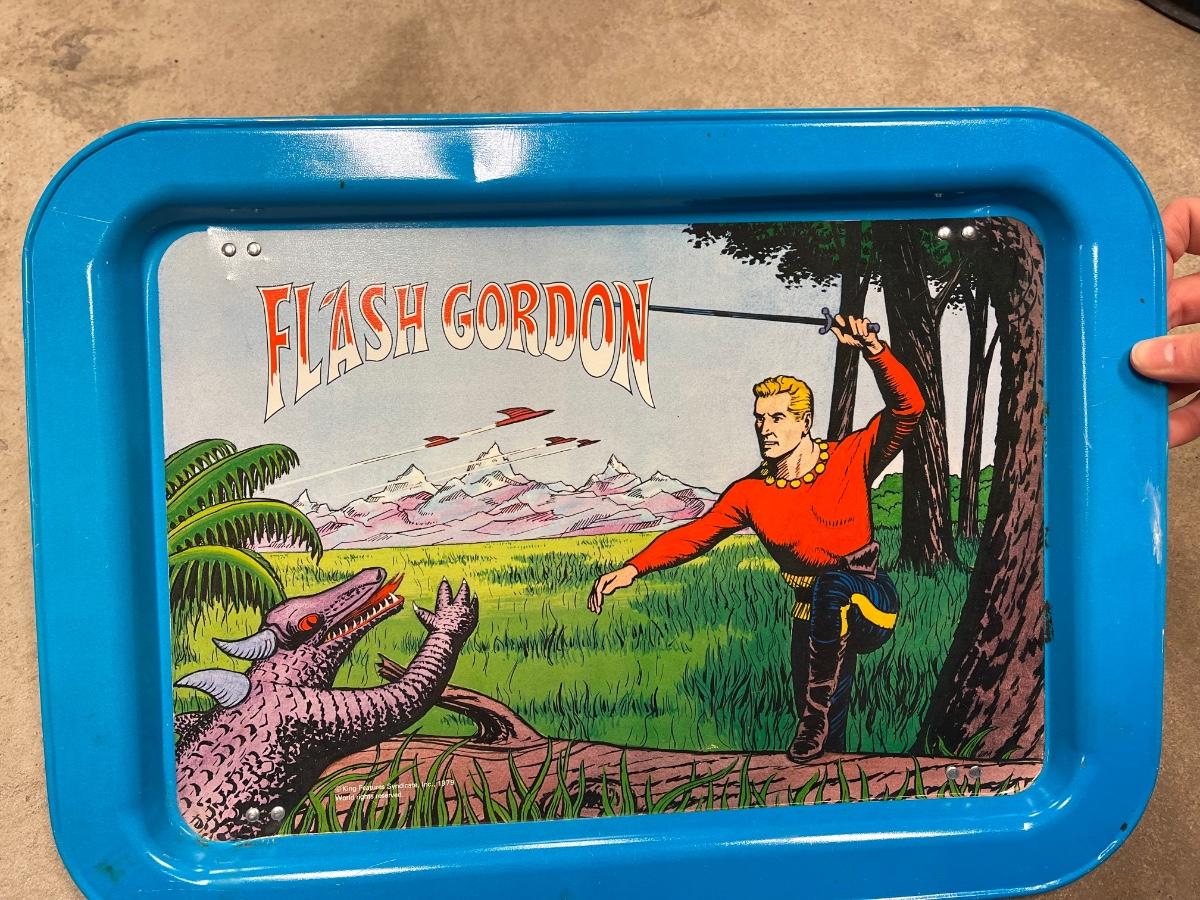 FLASH GORDON
© King Features Syndicate, Inc., 1979
World rights reserved.